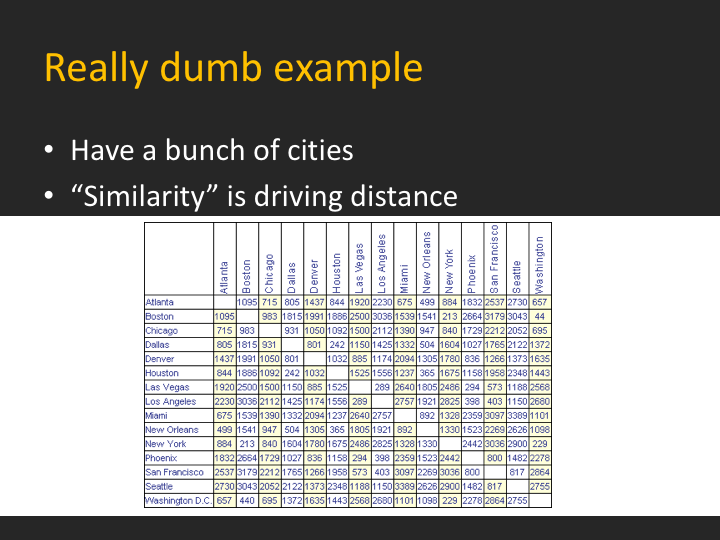 Really dumb example
• Have a bunch of cities
• “Similarity” is driving distance
Atlanta Boston Chicago Dallas Denver Houston Las Vegas Los Angeles Miami New Orleans New York Phoenix San Francisco Seattle Washington
Atlanta 1095 715 805 1437 844 1920 2230 675 499 884 1832 2537 2730 657
Boston 1095 983 1815 1991 1886 2500 3036 1539 1541 213 2664 3179 3043 44
Chicago 715 983 931 1050 1092 1500 2112 1390 947 840 1729 2212 2052 695
Dallas 805 1815 931 801 242 1150 1425 1332 504 1604 1027 1765 2122 1372
Denver 1437 1991 1050 801 1032 885 1174 2094 1305 1780 836 1266 1373 1635
Houston 844 1886 1092 242 1032 1525 1556 1237 365 1675 1158 1958 2348 1443
Las Vegas 1920 2500 1500 1150 885 1525 289 2640 1805 2486 294 573 1188 2568
Los Angeles 2230 3036 2112 1425 1174 1556 289 2757 1921 2825 398 403 1150 2680
Miami 675 1539 1390 1332 2094 1237 2640 2757 892 1328 2359 3097 3389 1101
New Orleans 499 1541 947 504 1305 365 1805 1921 892 1330 1523 2269 2626 1098
New York 884 213 840 1604 1780 1675 2486 2825 1328 1330 2442 3036 2900 229
Phoenix 1832 2664 1729 1027 836 1158 294 398 2359 1523 2442 800 1482 2278
San Francisco 2537 3179 2212 1765 1266 1958 573 403 3097 2269 3036 800 817 2864
Seattle 2730 3043 2052 2122 1373 2348 1188 1150 3389 2626 2900 1482 817 2755
Washington D.C. 657 440 695 1372 1635 1443 2568 2680 1101 1098 229 2278 2864 2755